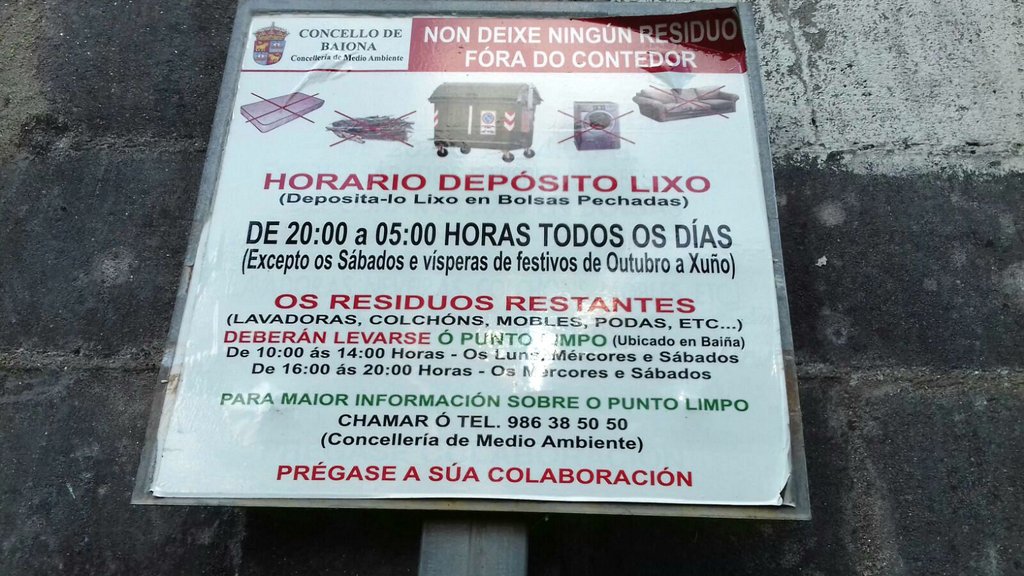 CONCELLO DE
BAIONA
Concellería de Medio Ambiente
NON DEIXE NINGÚN RESIDUO
FÓRA DO CONTEDOR
HORARIO DEPÓSITO LIXO
(Deposita-lo Lixo en Bolsas Pechadas)
DE 20:00 a 05:00 HORAS TODOS OS DÍAS
(Excepto os Sábados e vísperas de festivos de Outubro a Xuño)
OS RESIDUOS RESTANTES
(LAVADORAS, COLCHÓNS, MOBLES, PODAS, ETC...)
DEBERÁN LEVARSE Ó PUNTO LIMPO (Ubicado en Baíña)
De 10:00 ás 14:00 Horas - Os Luns, Mércores e Sábados
De 16:00 ás 20:00 Horas - Os Mércores e Sábados
PARA MAIOR INFORMACIÓN SOBRE O PUNTO LIMPO
CHAMAR Ó TEL. 986 38 50 50
(Concellería de Medio Ambiente)
PRÉGASE A SÚA COLABORACIÓN